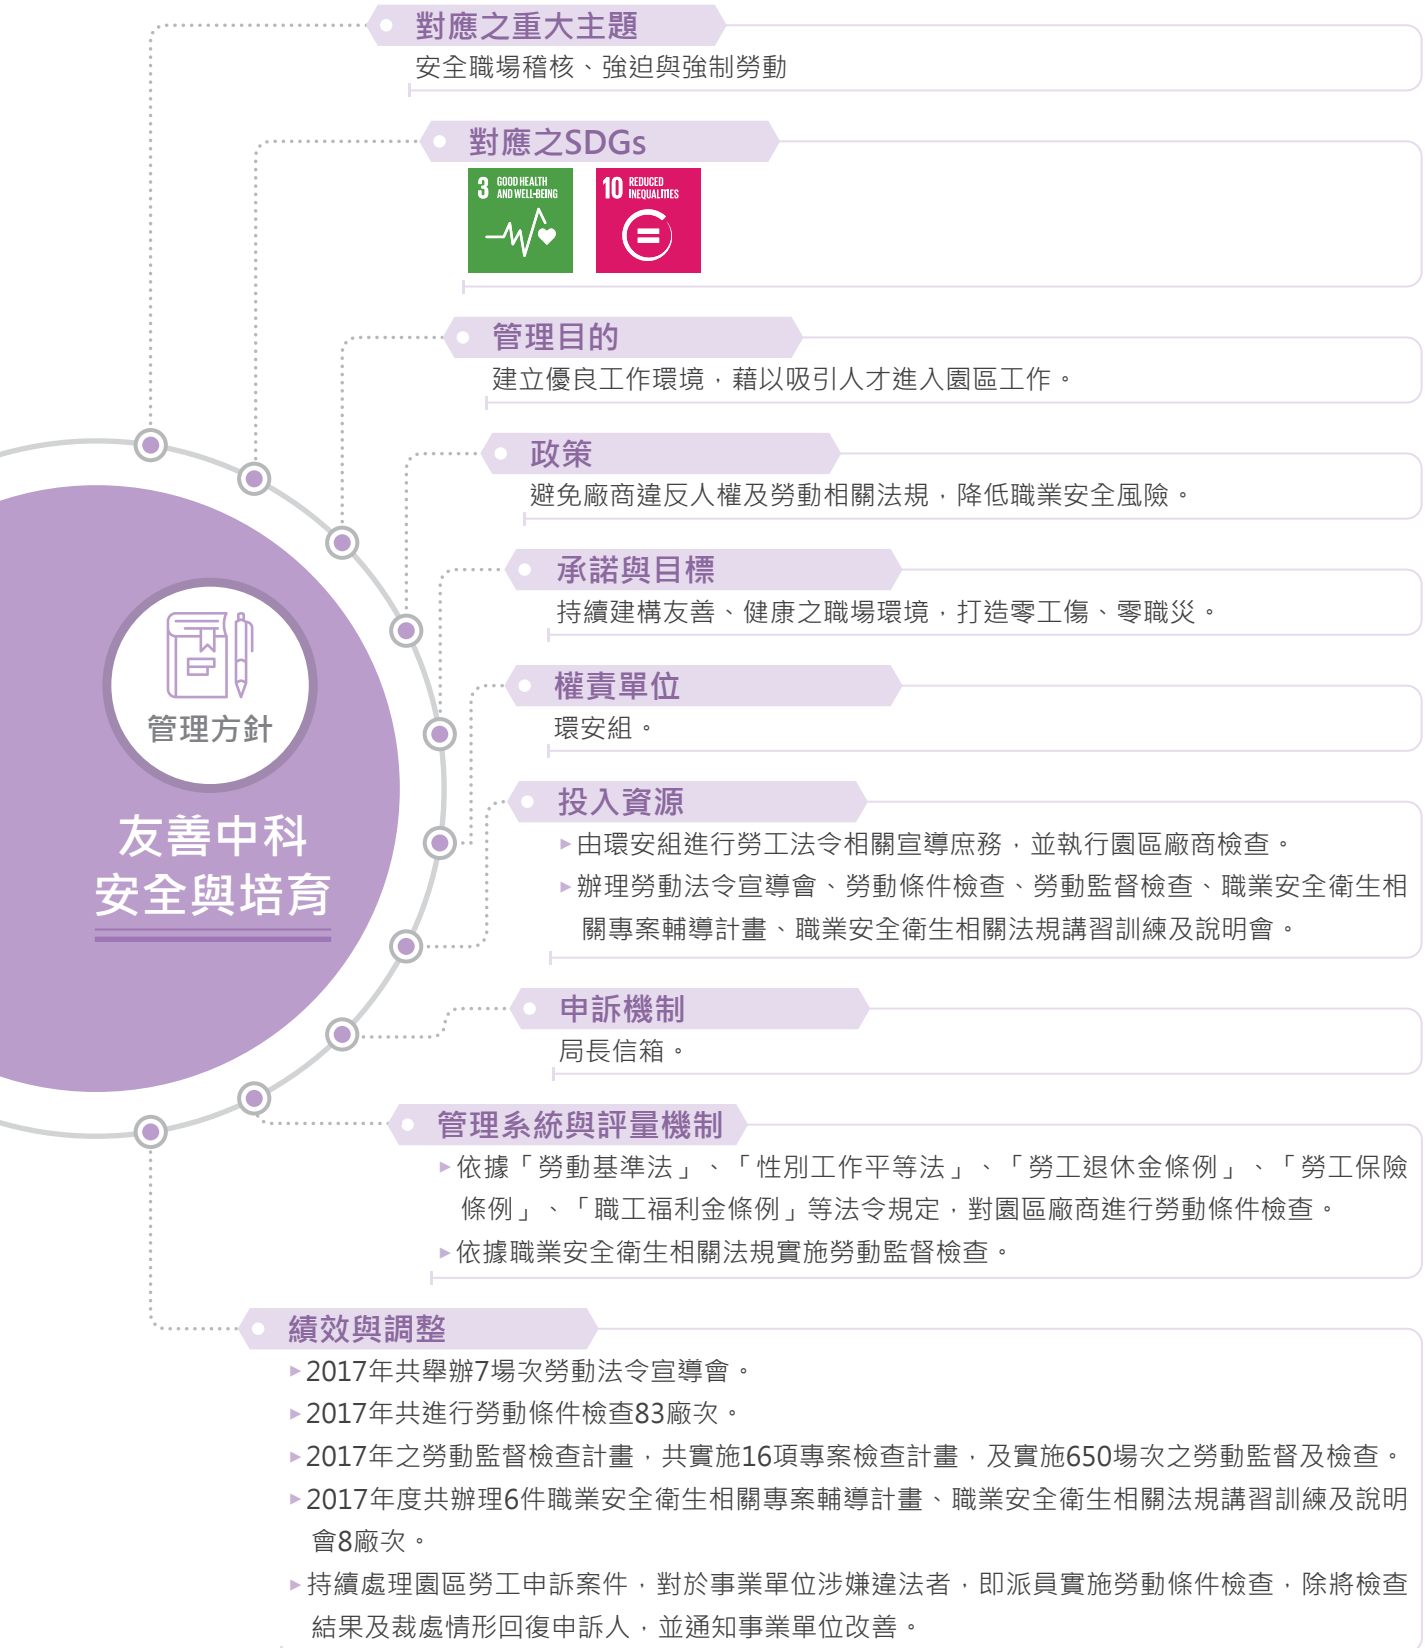 對應之重大主題
安全職場稽核、強迫與強制勞動
對應之SDGs
3 GOOD HEALTH
AND WELL-BEING
10 REDUCED
INEQUALITIES
管理目的
建立優良工作環境，藉以吸引人才進入園區工作。
政策
避免廠商違反人權及勞動相關法規，降低職業安全風險。
承諾與目標
持續建構友善、健康之職場環境，打造零工傷、零職災。
管理方針
友善中科
安全與培育
權責單位
環安組。
投入資源
▸由環安組進行勞工法令相關宣導庶務，並執行園區廠商檢查。
▸辦理勞動法令宣導會、勞動條件檢查、勞動監督檢查、職業安全衛生相
關專案輔導計畫、職業安全衛生相關法規講習訓練及說明會。
申訴機制
局長信箱。
管理系統與評量機制
▸依據「勞動基準法」、「性別工作平等法」、「勞工退休金條例」、「勞工保險
條例」、「職工福利金條例」等法令規定，對園區廠商進行勞動條件檢查。
▸依據職業安全衛生相關法規實施勞動監督檢查。
績效與調整
▸2017年共舉辦7場次勞動法令宣導會。
▸2017年共進行勞動條件檢查83廠次。
▸2017年之勞動監督檢查計畫，共實施16項專案檢查計畫，及實施650場次之勞動監督及檢查。
▸2017年度共辦理6件職業安全衛生相關專案輔導計畫、職業安全衛生相關法規講習訓練及說明
會8廠次。
▸持續處理園區勞工申訴案件，對於事業單位涉嫌違法者，即派員實施勞動條件檢查，除將檢查
結果及裁處情形回復申訴人，並通知事業單位改善。